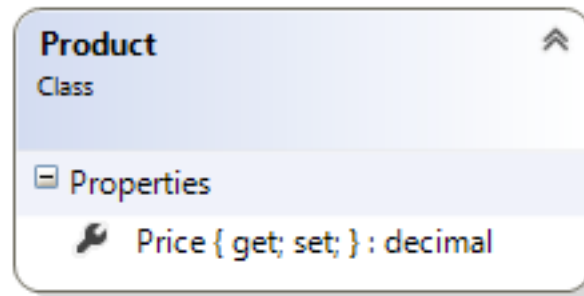 Product
Class
Properties
Price { get; set; } : decimal